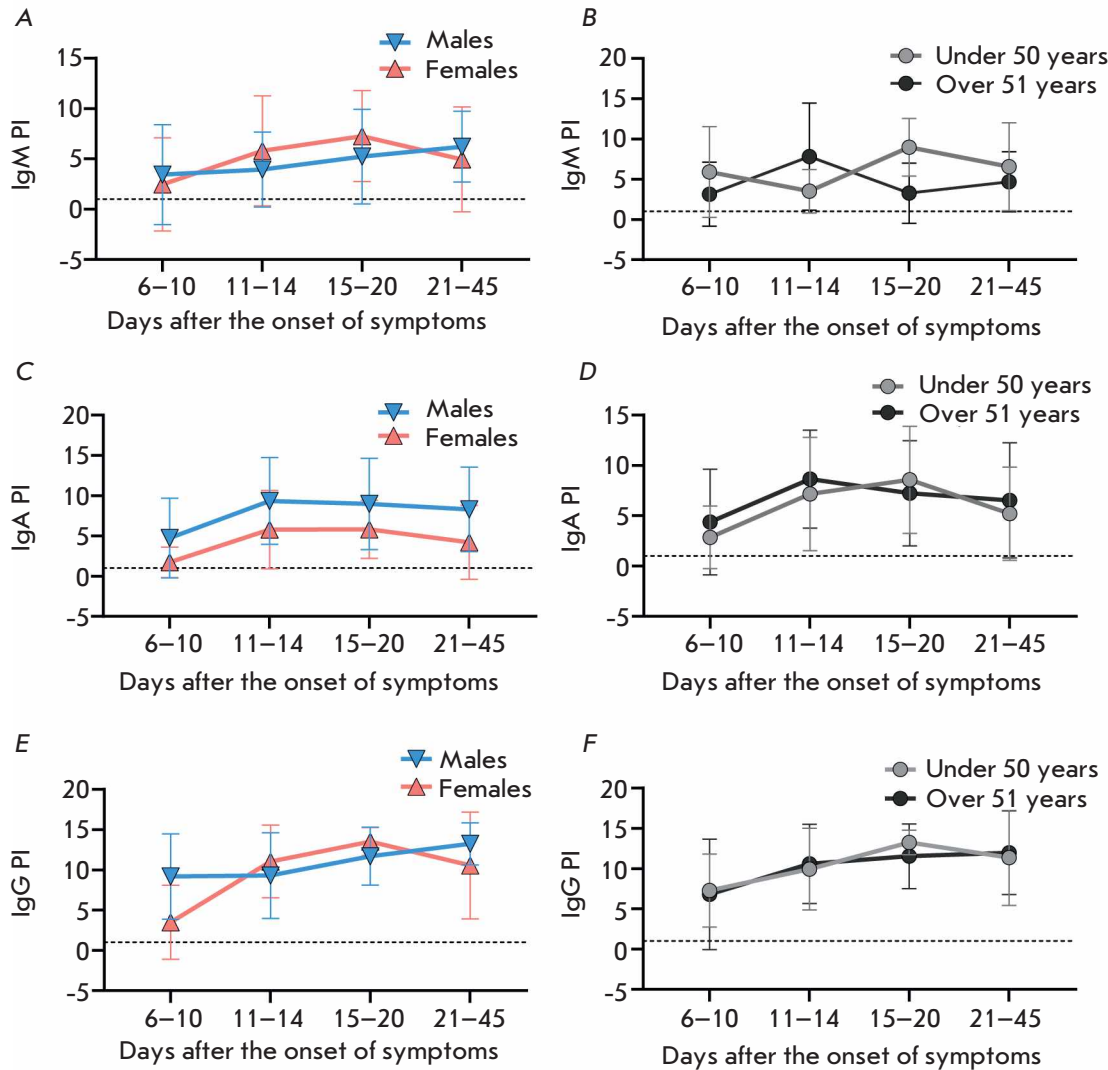 A
Males
Females
IgM PI
15
10
5
0
–5
6–10 11–14 15–20 21–45
Days after the onset of symptoms
B
Under 50 years
Over 51 years
IgM PI
20
15
10
5
0
–5
6–10 11–14 15–20 21–45
Days after the onset of symptoms
C
Males
Females
IgA PI
20
15
10
5
0
–5
6–10 11–14 15–20 21–45
Days after the onset of symptoms
D
Under 50 years
Over 51 years
IgA PI
15
10
5
0
–5
6–10 11–14 15–20 21–45
Days after the onset of symptoms
E
Males
Females
IgG PI
20
15
10
5
0
–5
6–10 11–14 15–20 21–45
Days after the onset of symptoms
F
Under 50 years
Over 51 years
IgG PI
20
15
10
5
0
–5
6–10 11–14 15–20 21–45
Days after the onset of symptoms